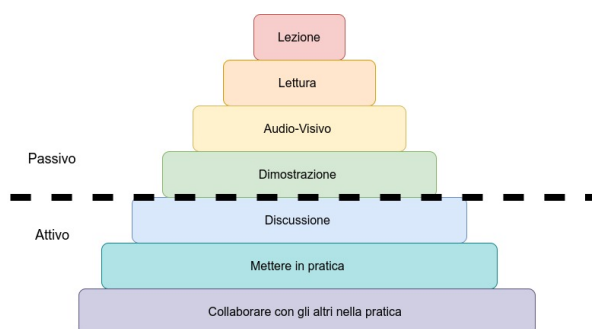 Lezione
Lettura
Audio-Visivo
Passivo
Dimostrazione
Discussione
Attivo
Mettere in pratica
Collaborare con gli altri nella pratica